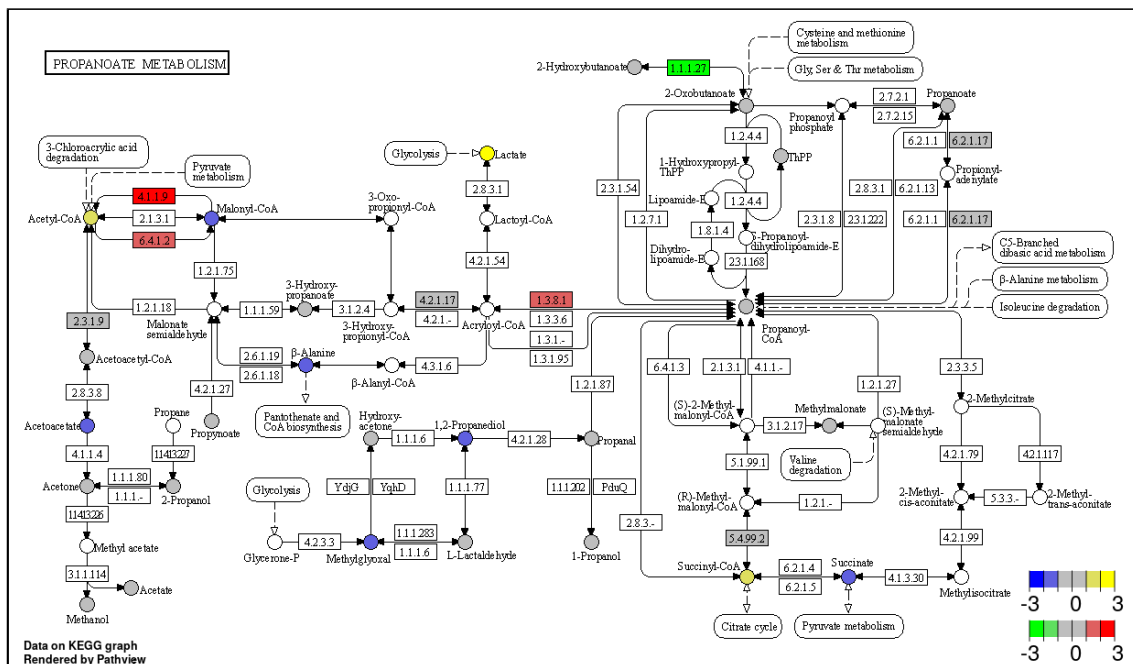 PROPANOATE METABOLISM
Cysteine and methionine
metabolism
Gly, Ser & Thr metabolism
2-Hydroxybutanoate
1.1.1.27
2-Oxobutanoate
Propanoyl
phosphate
2.7.2.1
2.7.2.15
Propanoate
1.2.4.4
ThPP
6.2.1.1
6.2.1.17
3-Chloroacrylic acid
degradation
Pyruvate
metabolism
Glycolysis
Lactate
1-Hydroxypropyl-
ThPP
Propionyl-
adenylate
2.8.3.1
2.3.1.54
Lipoamide-E
1.2.4.4
2.8.3.1
6.2.1.13
4.1.1.9
Acetyl-CoA
2.1.3.1
Malonyl-CoA
6.4.1.2
3-Oxo-
propionyl-CoA
Lactoyl-CoA
1.2.7.1
1.8.1.4
S-Propanoyl-
dihydrolipoamide-E
2.3.1.8
2.3.1.222
6.2.1.1
6.2.1.17
Dihydro-
lipoamide-E
2.3.1.168
C5-Branched
dibasic acid metabolism
1.2.1.75
4.2.1.54
β-Alanine metabolism
Isoleucine degradation
1.2.1.18
1.1.1.59
3-Hydroxy-
propanoate
3.1.2.4
4.2.1.17
4.2.1.-
1.3.8.1
1.3.3.6
Malonate
semialdehyde
3-Hydroxy-
propionyl-CoA
Acryloyl-CoA
1.3.1.-
1.3.1.95
Propanoyl-
CoA
2.3.1.9
Acetoacetyl-CoA
2.6.1.19
2.6.1.18
β-Alanine
β-Alanyl-CoA
4.3.1.6
6.4.1.3
2.1.3.1
4.1.1.-
1.2.1.27
2.3.3.5
1.2.1.87
2.8.3.8
4.2.1.27
Propane
Propynoate
Pantothenate and
CoA biosynthesis
Hydroxy-
acetone
1,2-Propanediol
(S)-2-Methyl-
malonyl-CoA
Methylmalonate
3.1.2.17
(S)-Methyl-
malonate
semialdehyde
2-Methylcitrate
Acetoacetate
1.1.1.6
4.2.1.28
Propanal
4.1.1.4
1.14.13.227
5.1.99.1
Valine
degradation
4.2.1.79
4.2.1.117
Acetone
1.1.1.80
1.1.1.-
2-Propanol
Glycolysis
YdjG
YqhD
1.1.1.77
1.1.1.202
PduQ
(R)-Methyl-
malonyl-CoA
1.2.1.-
2-Methyl-
cis-aconitate
5.3.3.-
2-Methyl-
trans-aconitate
1.14.13.226
2.8.3.-
Methyl acetate
Glycerone-P
4.2.3.3
Methylglyoxal
1.1.1.283
1.1.1.6
L-Lactaldehyde
1-Propanol
5.4.99.2
4.2.1.99
3.1.1.114
Acetate
Methanol
Succinyl-CoA
6.2.1.4
6.2.1.5
Succinate
4.1.3.30
Methylisocitrate
Citrate cycle
Pyruvate metabolism
-3 0 3
-3 0 3
Data on KEGG graph
Rendered by Pathview